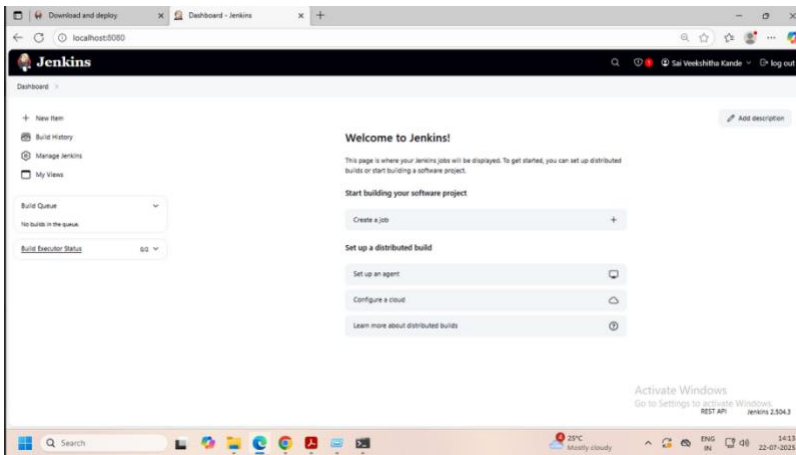 Download and deploy
Dashboard - Jenkins
localhost:8080
Jenkins
Sai Veekshitha Kande
log out
Dashboard
New Item
Build History
Manage Jenkins
My Views
Add description
Build Queue
No builds in the queue.
Build Executor Status
0/2
Welcome to Jenkins!
This page is where your Jenkins jobs will be displayed. To get started, you can set up distributed
builds or start building a software project.
Start building your software project
Create a job
Set up a distributed build
Set up an agent
Configure a cloud
Learn more about distributed builds
Activate Windows
Go to Settings to activate Windows.
REST API
Jenkins 2.504.3
Search
25°C
Mostly cloudy
ENG
IN
14:13
22-07-2025